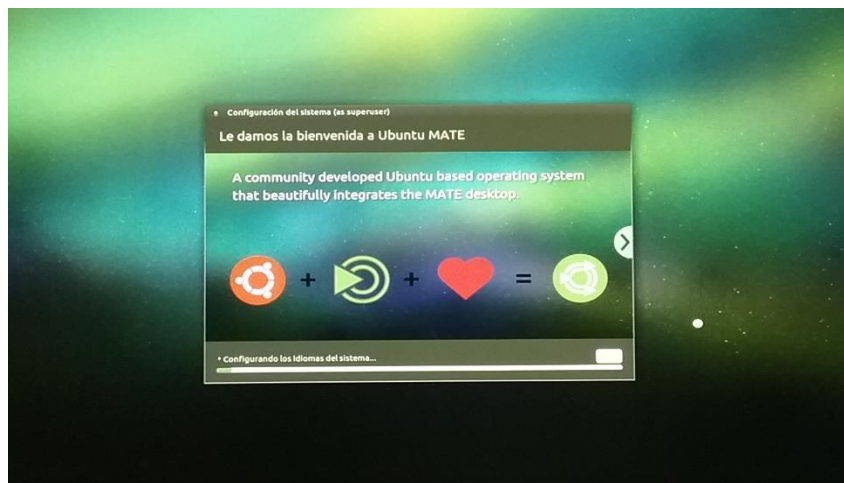 Configuración del sistema (as superuser)
Le damos la bienvenida a Ubuntu MATE
A community developed Ubuntu based operating system
that beautifully integrates the MATE desktop.
+ + =
Configurando los idiomas del sistema...